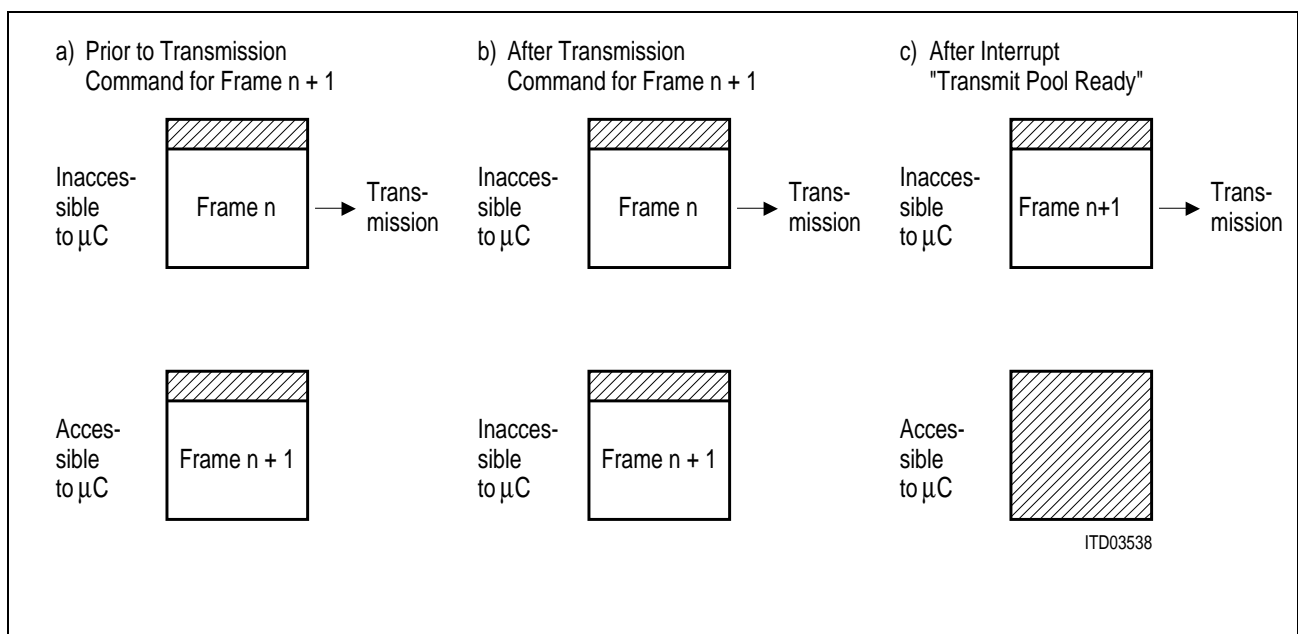 a) Prior to Transmission
Command for Frame n + 1
Inacces-
sible
to μC
Frame n
Trans-
mission
Acces-
sible
to μC
Frame n + 1
b) After Transmission
Command for Frame n + 1
Inacces-
sible
to μC
Frame n
Trans-
mission
Inacces-
sible
to μC
Frame n + 1
c) After Interrupt
"Transmit Pool Ready"
Inacces-
sible
to μC
Frame n+1
Trans-
mission
Acces-
sible
to μC
ITD03538